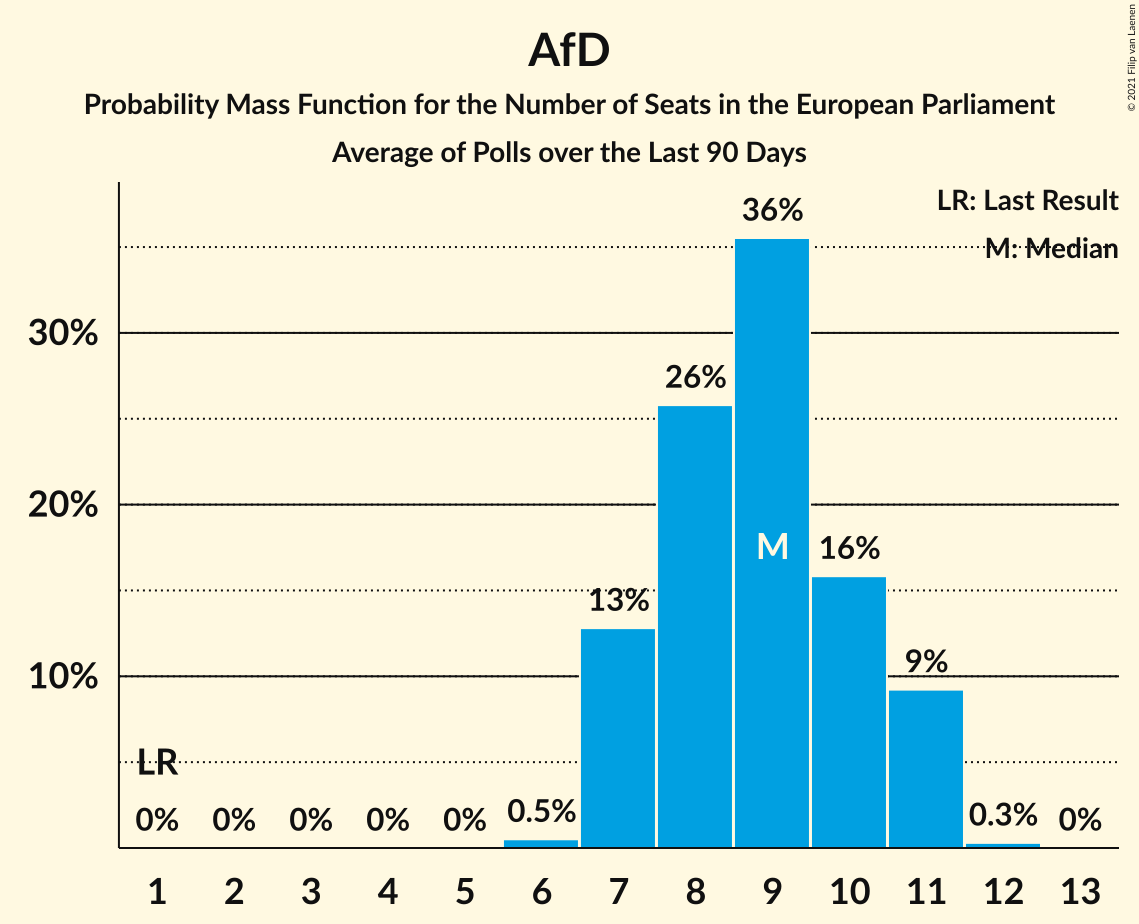 © 2021 Filip van Laenen
AfD
Probability Mass Function for the Number of Seats in the European Parliament
Average of Polls over the Last 90 Days
LR: Last Result
M: Median
36%
30%
26%
20%
M
16%
13%
10%
9%
LR
0% 0% 0% 0% 0% 0.5% 0.3% 0%
1 2 3 4 5 6 7 8 9 10 11 12 13